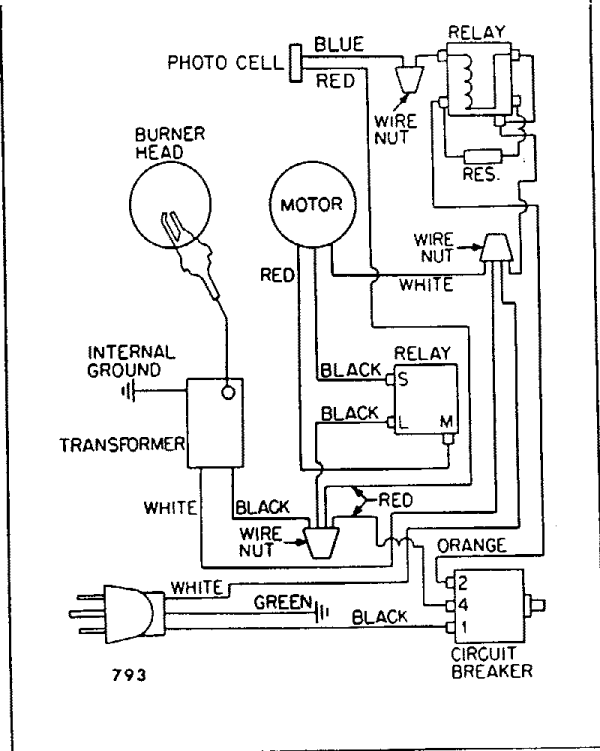 RELAY
BLUE
PHOTO CELL
RED
WIRE
NUT
RES.
BURNER
HEAD
MOTOR
WIRE
NUT
RED
WHITE
INTERNAL
GROUND
RELAY
BLACK
S
BLACK
L
M
TRANSFORMER
WHITE
BLACK
RED
WIRE
NUT
ORANGE
WHITE
2
GREEN
4
BLACK
1
CIRCUIT
BREAKER
793